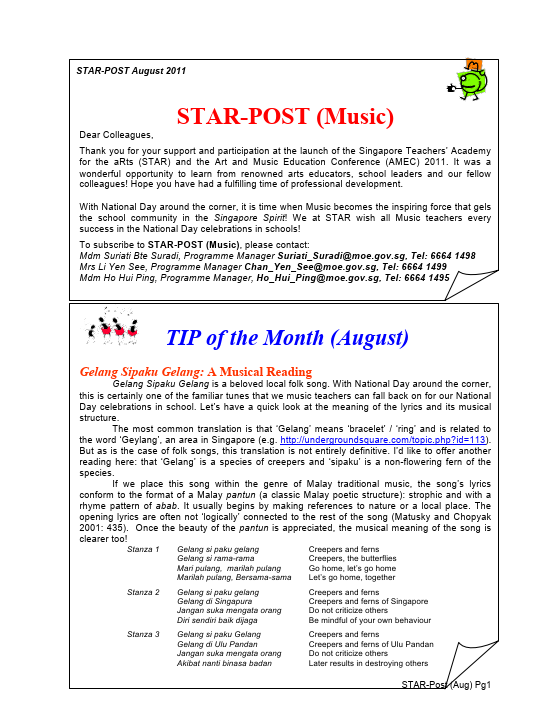 STAR-POST August 2011
STAR-POST (Music)
Dear Colleagues,
Thank you for your support and participation at the launch of the Singapore Teachers' Academy
for the aRts (STAR) and the Art and Music Education Conference (AMEC) 2011. It was a
wonderful opportunity to learn from renowned arts educators, school leaders and our fellow
colleagues! Hope you have had a fulfilling time of professional development.
With National Day around the corner, it is time when Music becomes the inspiring force that gels
the school community in the Singapore Spirit! We at STAR wish all Music teachers every
success in the National Day celebrations in schools!
To subscribe to STAR-POST (Music), please contact:
Mdm Suriati Bte Suradi, Programme Manager Suriati_Suradi@moe.gov.sg, Tel: 6664 1498
Mrs Li Yen See, Programme Manager Chan_Yen_See@moe.gov.sg, Tel: 6664 1499
Mdm Ho Hui Ping, Programme Manager, Ho_Hui_Ping@moe.gov.sg, Tel: 6664 1495
TIP of the Month (August)
Gelang Sipaku Gelang: A Musical Reading
Gelang Sipaku Gelang is a beloved local folk song. With National Day around the corner,
this is certainly one of the familiar tunes that we music teachers can fall back on for our National
Day celebrations in school. Let's have a quick look at the meaning of the lyrics and its musical
structure.
The most common translation is that 'Gelang' means 'bracelet' / 'ring' and is related to
the word 'Geylang', an area in Singapore (e.g. http://undergroundsquare.com/topic.php?id=113).
But as is the case of folk songs, this translation is not entirely definitive. I'd like to offer another
reading here: that 'Gelang' is a species of creepers and 'sipaku' is a non-flowering fern of the
species.
If we place this song within the genre of Malay traditional music, the song's lyrics
conform to the format of a Malay pantun (a classic Malay poetic structure): strophic and with a
rhyme pattern of abab. It usually begins by making references to nature or a local place. The
opening lyrics are often not 'logically' connected to the rest of the song (Matusky and Chopyak
2001: 435). Once the beauty of the pantun is appreciated, the musical meaning of the song is
clearer too!
Stanza 1 Gelang si paku gelang Creepers and ferns
Gelang si rama-rama Creepers, the butterflies
Mari pulang, marilah pulang Go home, let's go home
Marilah pulang, Bersama-sama Let's go home, together
Stanza 2 Gelang si paku gelang Creepers and ferns
Gelang di Singapura Creepers and ferns of Singapore
Jangan suka mengata orang Do not criticize others
Diri sendiri baik dijaga Be mindful of your own behaviour
Stanza 3 Gelang si paku Gelang Creepers and ferns
Gelang di Ulu Pandan Creepers and ferns of Ulu Pandan
Jangan suka mengata orang Do not criticize others
Akibat nanti binasa badan Later results in destroying others
STAR-Post (Aug) Pg1